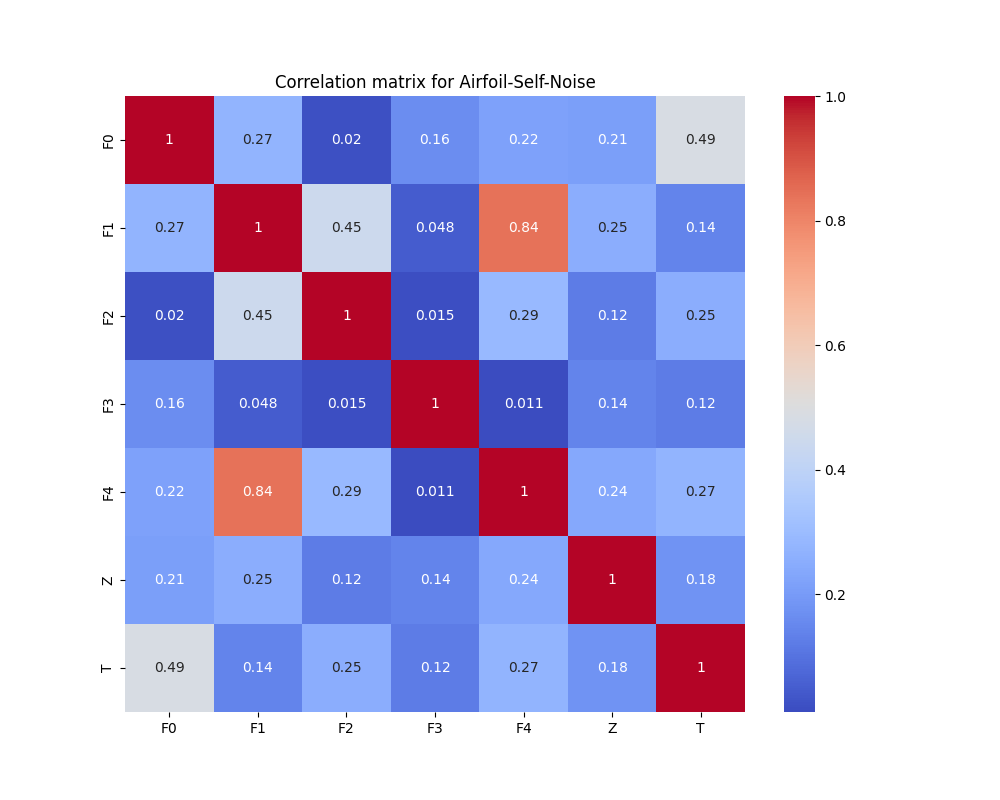 Correlation matrix for Airfoil-Self-Noise
F0 1 0.27 0.02 0.16 0.22 0.21 0.49
F1 0.27 1 0.45 0.048 0.84 0.25 0.14
F2 0.02 0.45 1 0.015 0.29 0.12 0.25
F3 0.16 0.048 0.015 1 0.011 0.14 0.12
F4 0.22 0.84 0.29 0.011 1 0.24 0.27
Z 0.21 0.25 0.12 0.14 0.24 1 0.18
T 0.49 0.14 0.25 0.12 0.27 0.18 1
F0 F1 F2 F3 F4 Z T
1.0
0.8
0.6
0.4
0.2